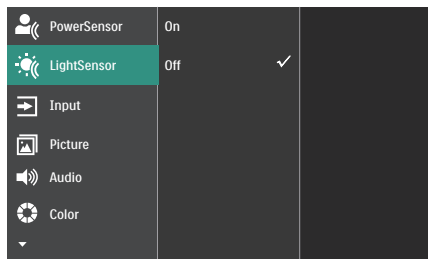 PowerSensor On
LightSensor Off
Input
Picture
Audio
Color